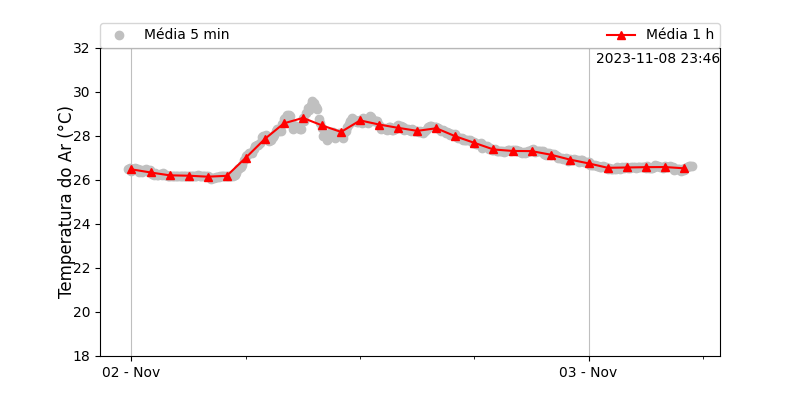 Média 5 min
Média 1 h
2023-11-08 23:46
Temperatura do Ar (°C)
32
30
28
26
24
22
20
18
02 - Nov
03 - Nov